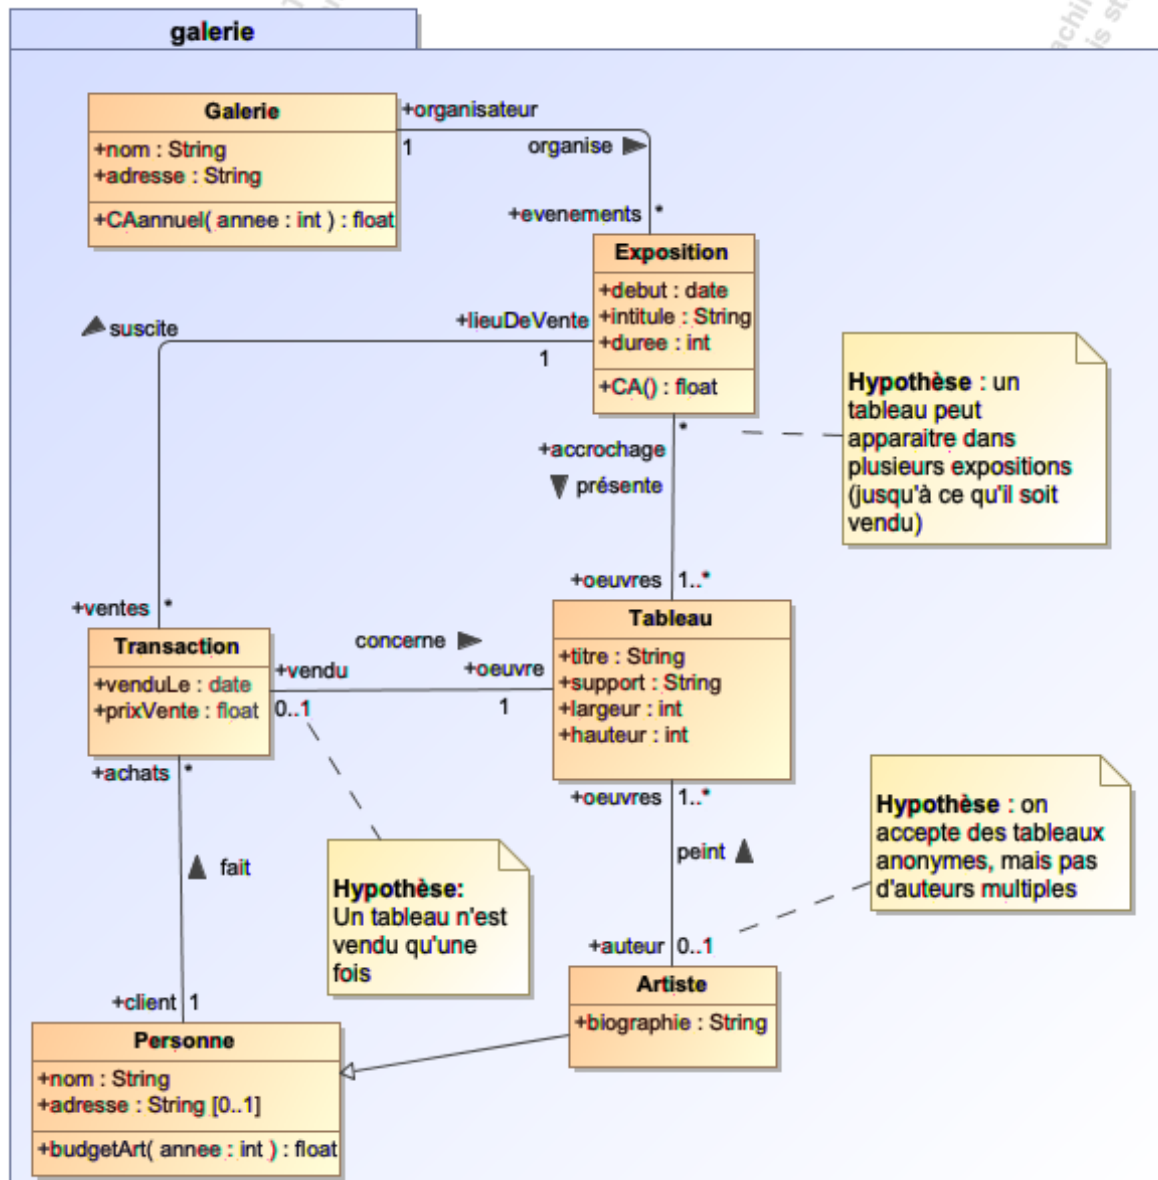 galerie
Galerie
+nom : String
+adresse : String
+CAannuel( annee : int ) : float
+organisateur
1
organise
+evenements *
Exposition
+debut : date
+intitule : String
+duree : int
+CA() : float
suscite
+lieuDeVente
1
Hypothèse : un
tableau peut
apparaitre dans
plusieurs expositions
(jusqu'à ce qu'il soit
vendu)
*
+accrochage
présente
+oeuvres 1..*
+ventes *
Transaction
+venduLe : date
+prixVente : float
concerne
+vendu
0..1
+oeuvre
1
Tableau
+titre : String
+support : String
+largeur : int
+hauteur : int
+achats *
fait
+oeuvres 1..*
peint
Hypothèse : on
accepte des tableaux
anonymes, mais pas
d'auteurs multiples
Hypothèse:
Un tableau n'est
vendu qu'une
fois
+auteur 0..1
Artiste
+biographie : String
+client 1
Personne
+nom : String
+adresse : String [0..1]
+budgetArt( annee : int ) : float